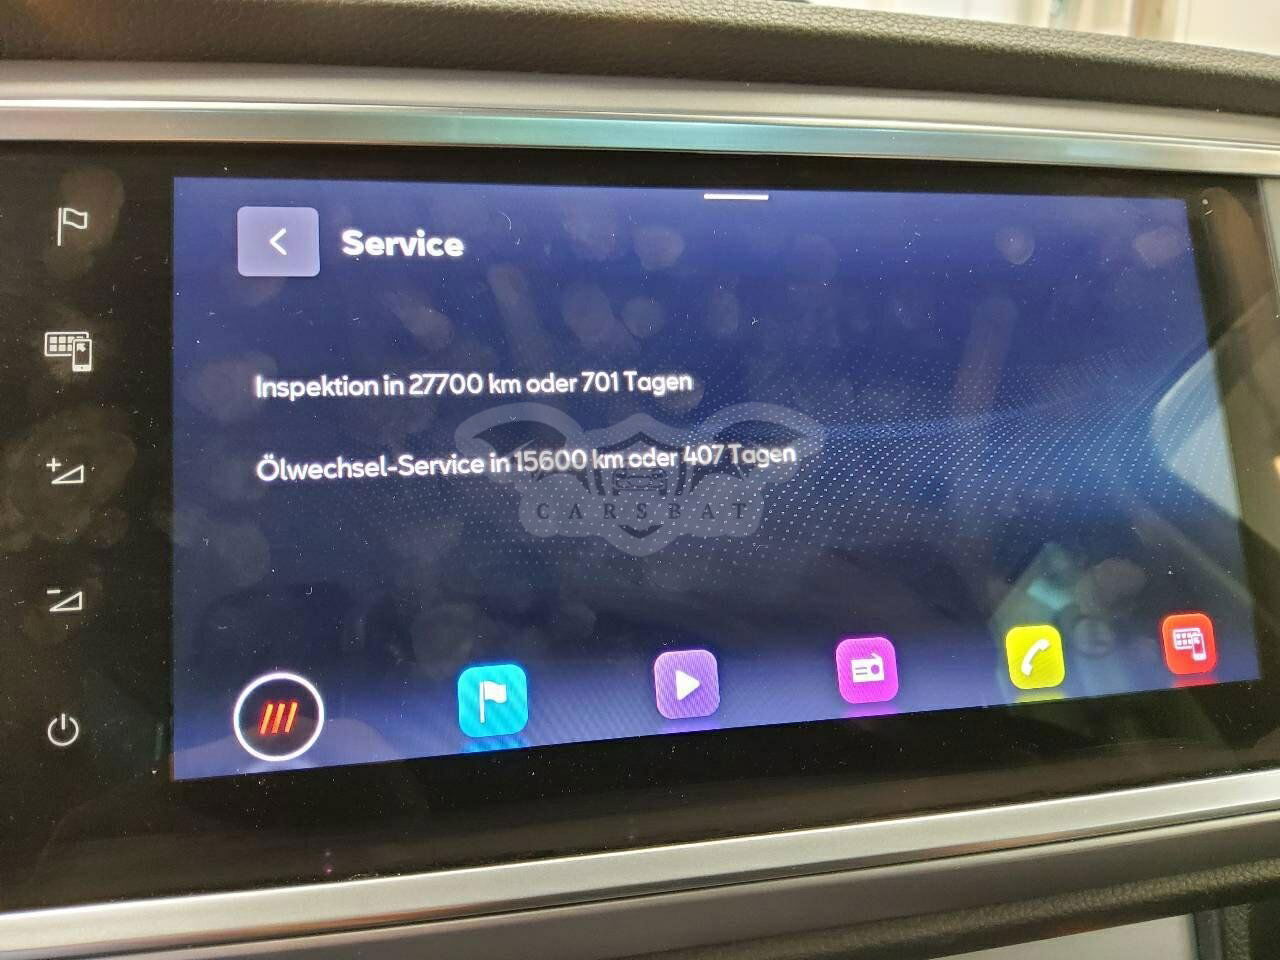 Service
Inspektion in 27700 km oder 701 Tagen
Ölwechsel-Service in 15600 km oder 407 Tagen
CARSBAT